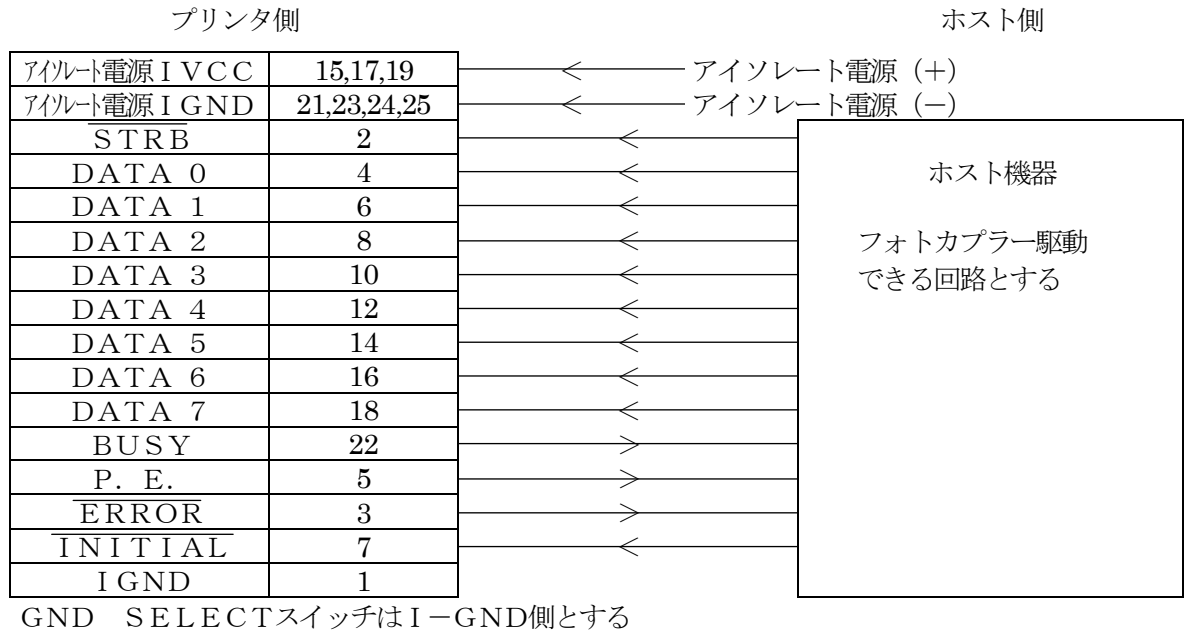 プリンタ側 ホスト側
アイソレート電源IVCC 15,17,19 アイソレート電源（＋）
アイソレート電源IGND 21,23,24,25 アイソレート電源（－）
STRB 2
DATA 0 4 ホスト機器
DATA 1 6
DATA 2 8 フォトカプラー駆動
DATA 3 10 できる回路とする
DATA 4 12
DATA 5 14
DATA 6 16
DATA 7 18
BUSY 22
P. E. 5
ERROR 3
INITIAL 7
IGND 1
GND SELECTスイッチはI－GND側とする